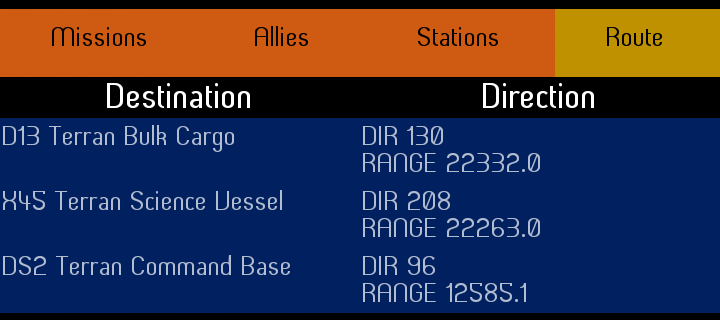 Missions Allies Stations Route
Destination Direction
D13 Terran Bulk Cargo DIR 130
RANGE 22332.0
X45 Terran Science Vessel DIR 208
RANGE 22263.0
DS2 Terran Command Base DIR 96
RANGE 12585.1